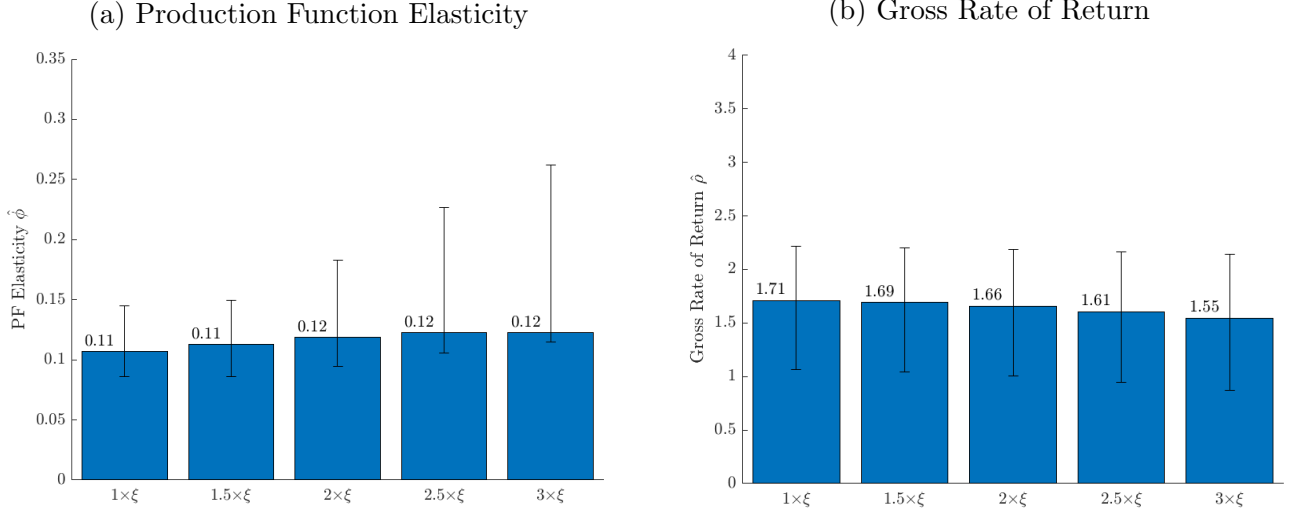 (a) Production Function Elasticity
0.35
0.3
0.25
0.2
0.15
0.1
0.05
0
PF Elasticity φ̂
0.11
0.11
0.12
0.12
0.12
1×ξ
1.5×ξ
2×ξ
2.5×ξ
3×ξ
(b) Gross Rate of Return
4
3.5
3
2.5
2
1.5
1
0.5
0
Gross Rate of Return ρ̂
1.71
1.69
1.66
1.61
1.55
1×ξ
1.5×ξ
2×ξ
2.5×ξ
3×ξ